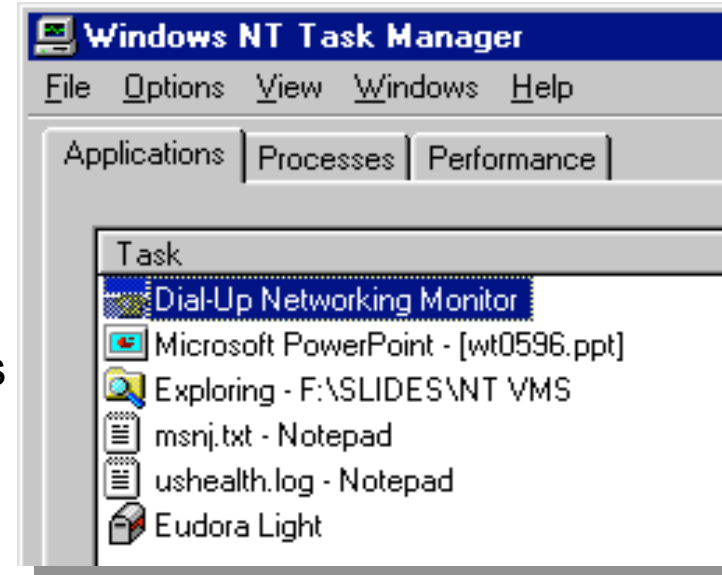 Windows NT Task Manager
File Options View Windows Help
Applications Processes Performance
Task
Dial-Up Networking Monitor
Microsoft PowerPoint - [wt0596.ppt]
s
Exploring - F:\SLIDES\NT VMS
msnj.txt - Notepad
ushealth.log - Notepad
Eudora Light